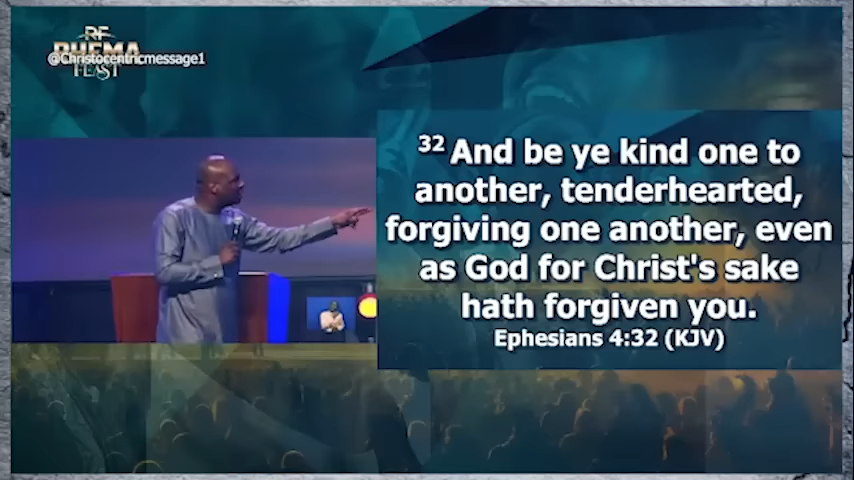 RF
RHEMA
FEAST
@Christocentricmessage1
32 And be ye kind one to
another, tenderhearted,
forgiving one another, even
as God for Christ's sake
hath forgiven you.
Ephesians 4:32 (KJV)